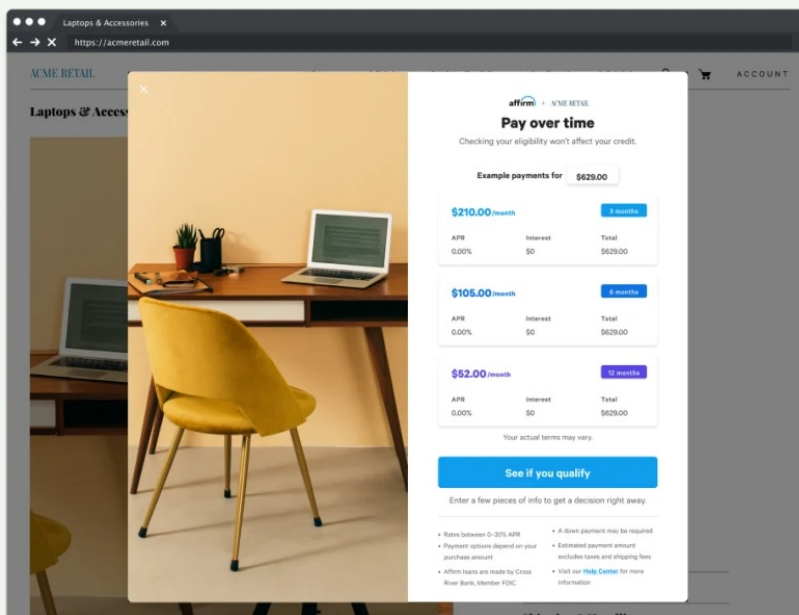 Laptops & Accessories
https://acmeretail.com
ACME RETAIL
ACCOUNT
Laptops & Access
affirm + ACME RETAIL
Pay over time
Checking your eligibility won't affect your credit.
Example payments for $629.00
$210.00/month 3 months
APR Interest Total
0.00% $0 $629.00
$105.00/month 6 months
APR Interest Total
0.00% $0 $629.00
$52.00/month 12 months
APR Interest Total
0.00% $0 $629.00
Your actual terms may vary.
See if you qualify
Enter a few pieces of info to get a decision right away.
• Rates between 0–30% APR
• Payment options depend on your
purchase amount
• Affirm loans are made by Cross
River Bank, Member FDIC
• A down payment may be required
• Estimated payment amount
excludes taxes and shipping fees
• Visit our Help Center for more
information